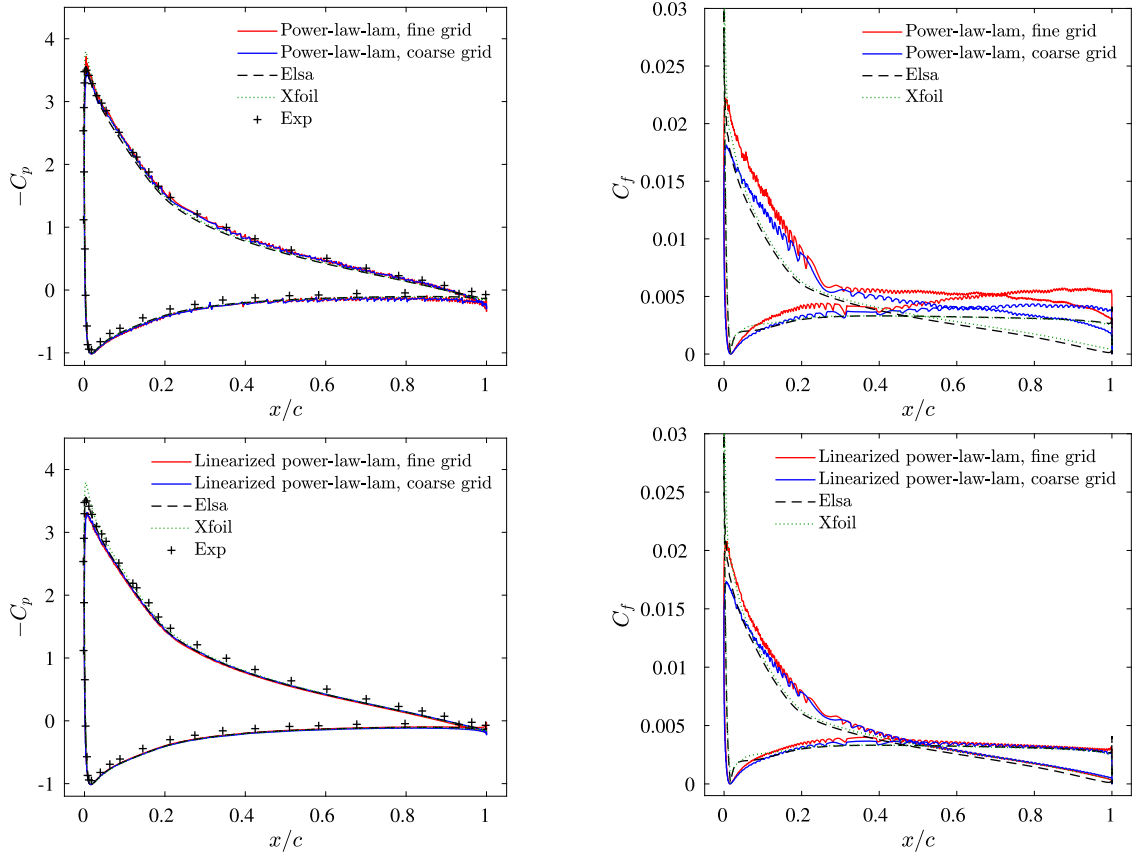 4
3
2
1
0
-1
−C_p
0
0.2
0.4
0.6
0.8
1
x/c
Power-law-lam, fine grid
Power-law-lam, coarse grid
Elsa
Xfoil
Exp
0.03
0.025
0.02
0.015
0.01
0.005
0
C_f
0
0.2
0.4
0.6
0.8
1
x/c
Power-law-lam, fine grid
Power-law-lam, coarse grid
Elsa
Xfoil
4
3
2
1
0
-1
−C_p
0
0.2
0.4
0.6
0.8
1
x/c
Linearized power-law-lam, fine grid
Linearized power-law-lam, coarse grid
Elsa
Xfoil
Exp
0.03
0.025
0.02
0.015
0.01
0.005
0
C_f
0
0.2
0.4
0.6
0.8
1
x/c
Linearized power-law-lam, fine grid
Linearized power-law-lam, coarse grid
Elsa
Xfoil